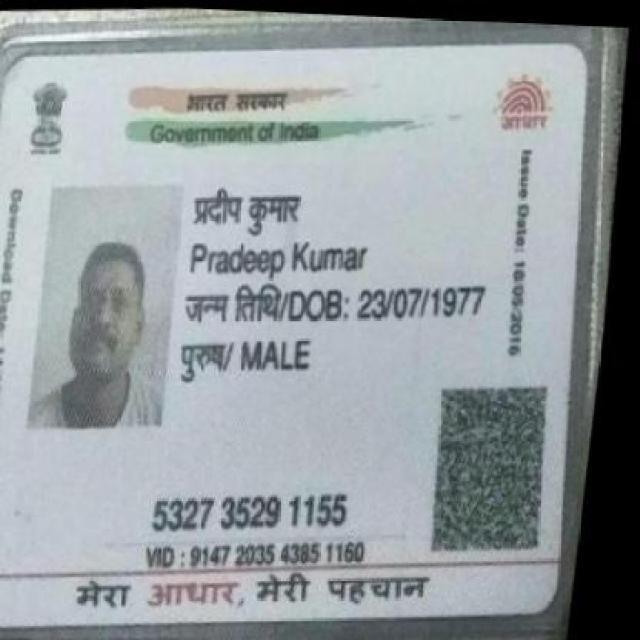 भारत सरकार
Government of India
आधार
प्रदीप कुमार
Pradeep Kumar
जन्म तिथि/DOB: 23/07/1977
पुरुष/ MALE
Issue Date: 18/05/2016
Download Date:
5327 3529 1155
VID : 9147 2035 4385 1160
मेरा आधार, मेरी पहचान